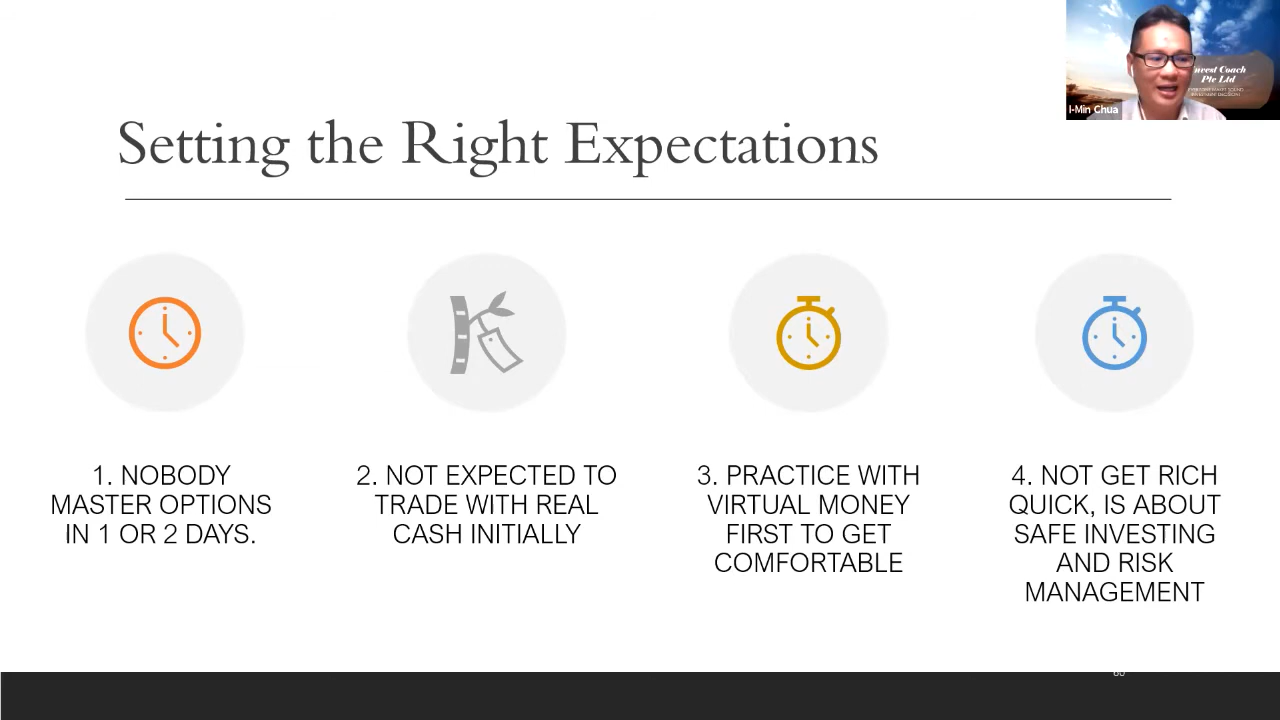 Invest Coach
Pte Ltd
I-Min Chua
Setting the Right Expectations
1. NOBODY
MASTER OPTIONS
IN 1 OR 2 DAYS.
2. NOT EXPECTED TO
TRADE WITH REAL
CASH INITIALLY
3. PRACTICE WITH
VIRTUAL MONEY
FIRST TO GET
COMFORTABLE
4. NOT GET RICH
QUICK, IS ABOUT
SAFE INVESTING
AND RISK
MANAGEMENT